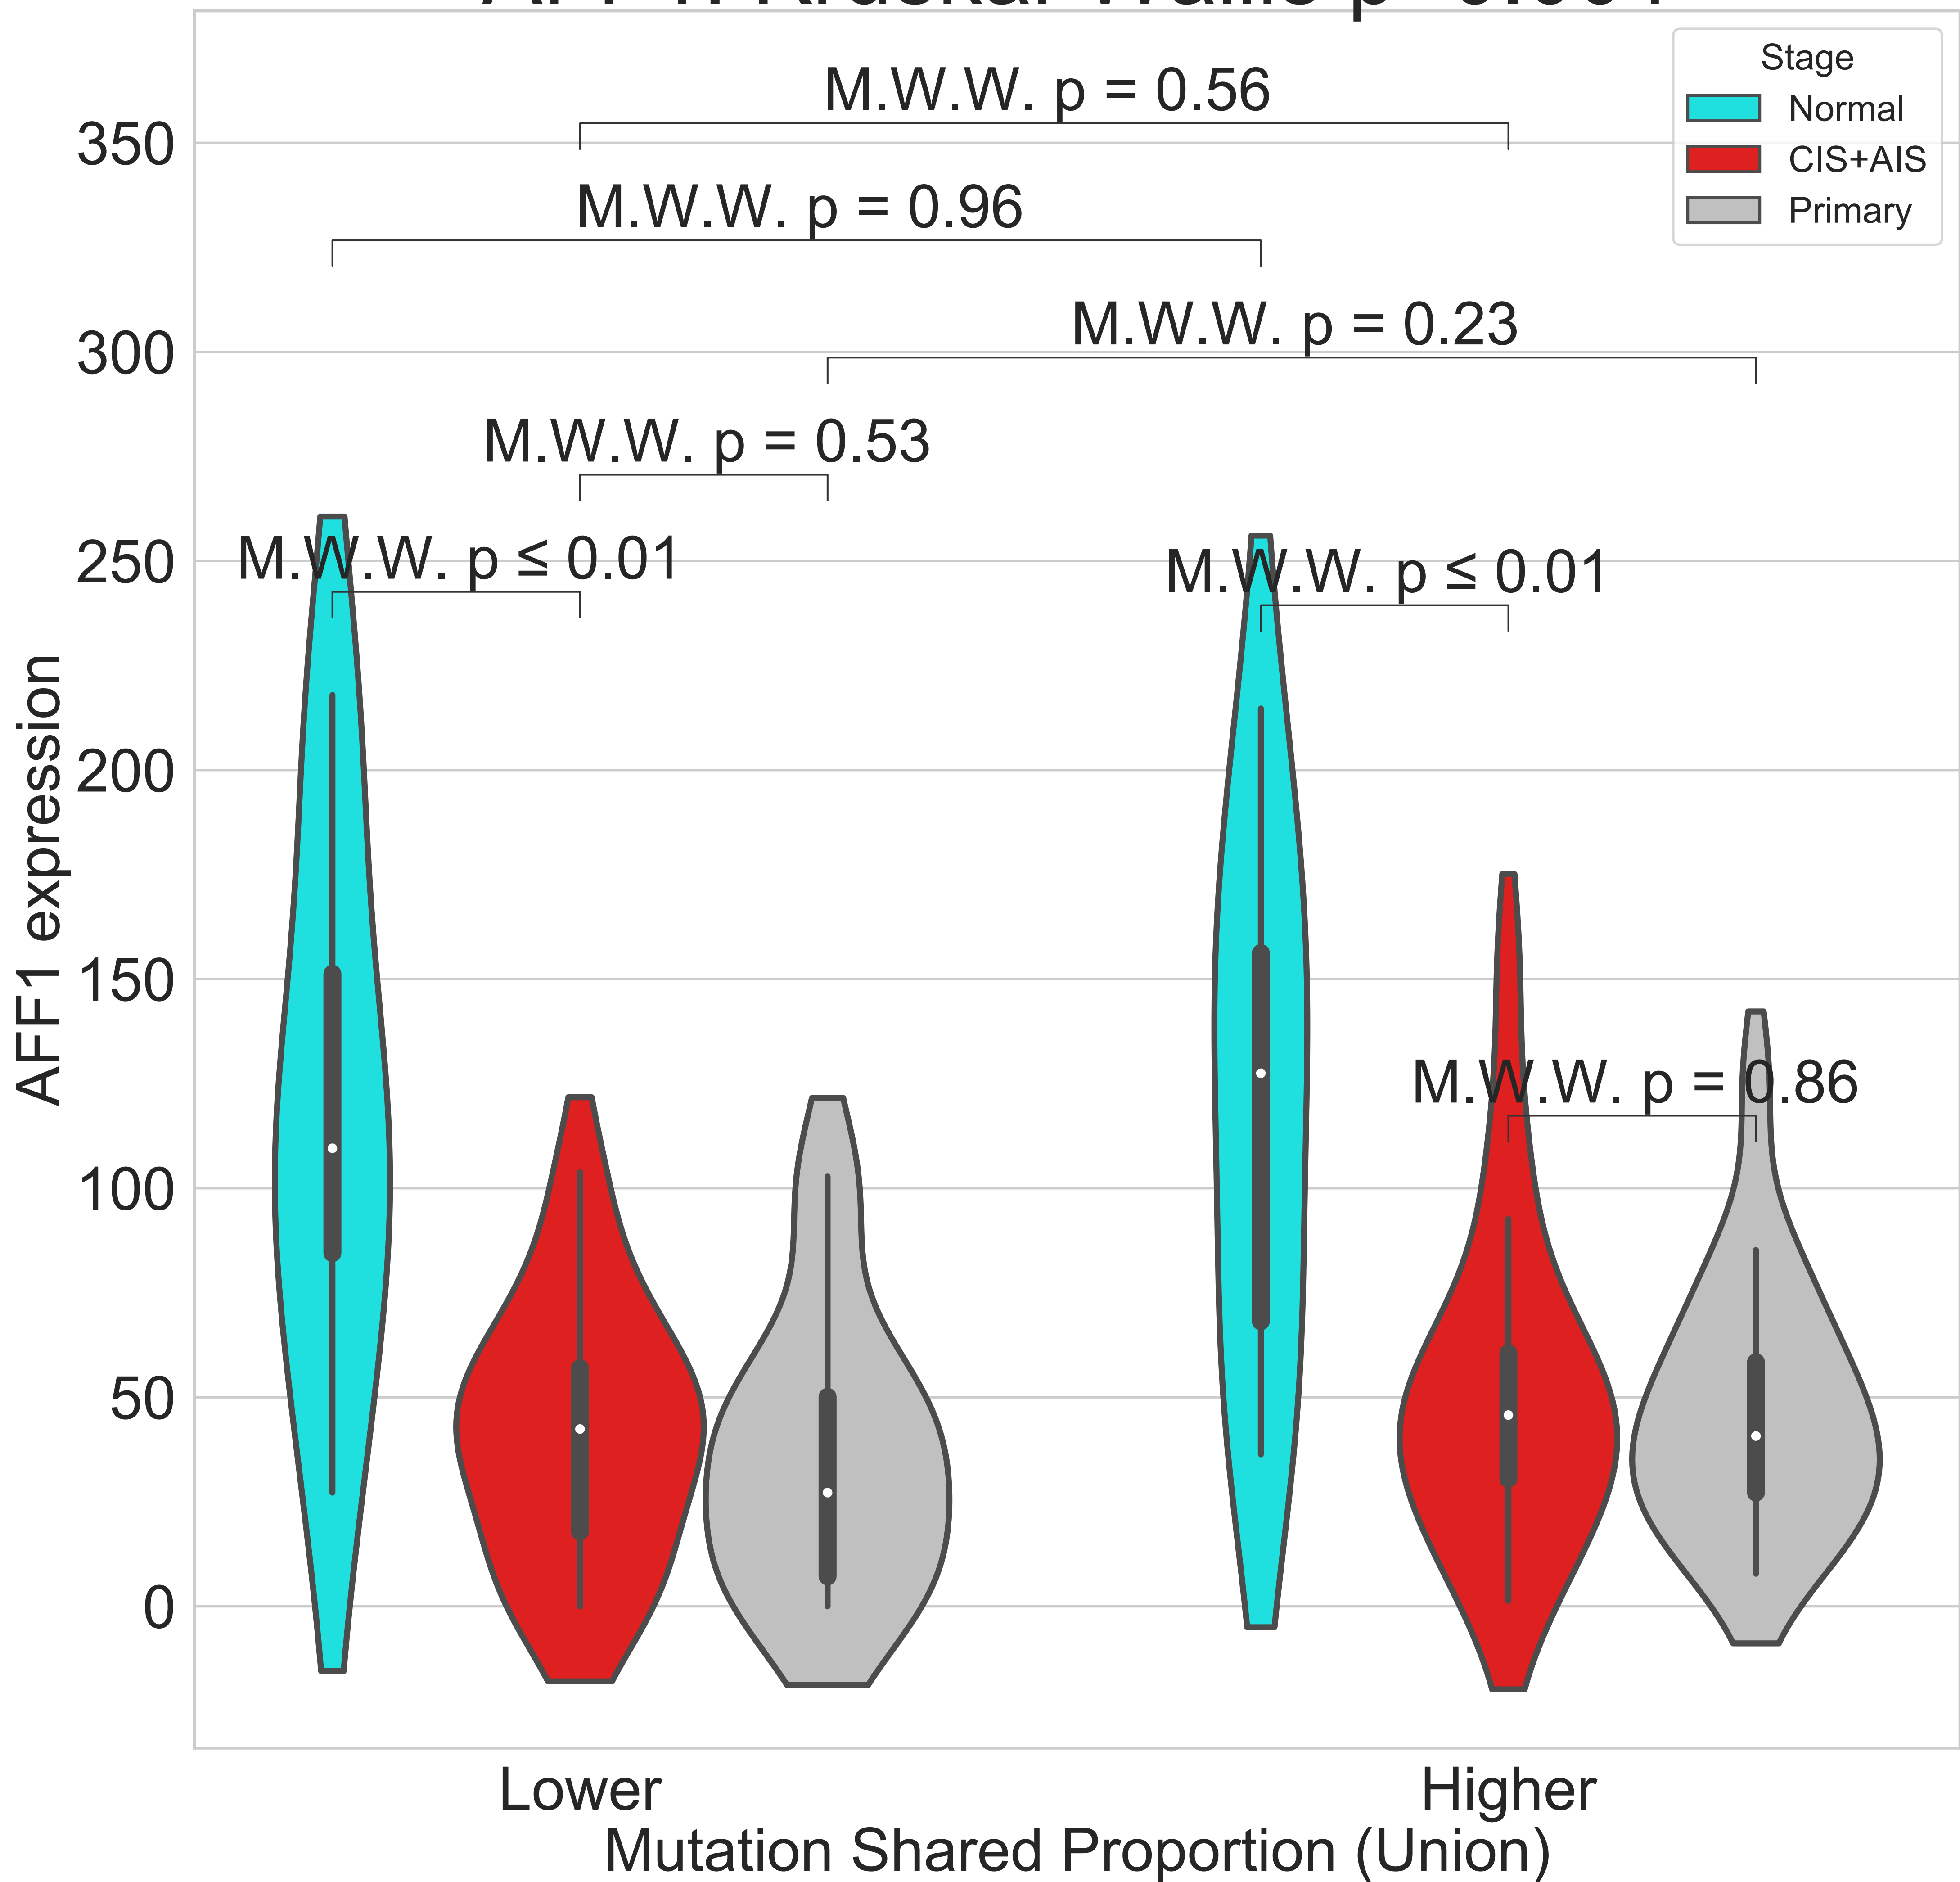 M.W.W. p = 0.56
M.W.W. p = 0.96
M.W.W. p = 0.23
M.W.W. p = 0.53
M.W.W. p ≤ 0.01
M.W.W. p ≤ 0.01
M.W.W. p = 0.86
Stage
Normal
CIS+AIS
Primary
350
300
250
200
150
100
50
0
AFF1 expression
Lower
Higher
Mutation Shared Proportion (Union)